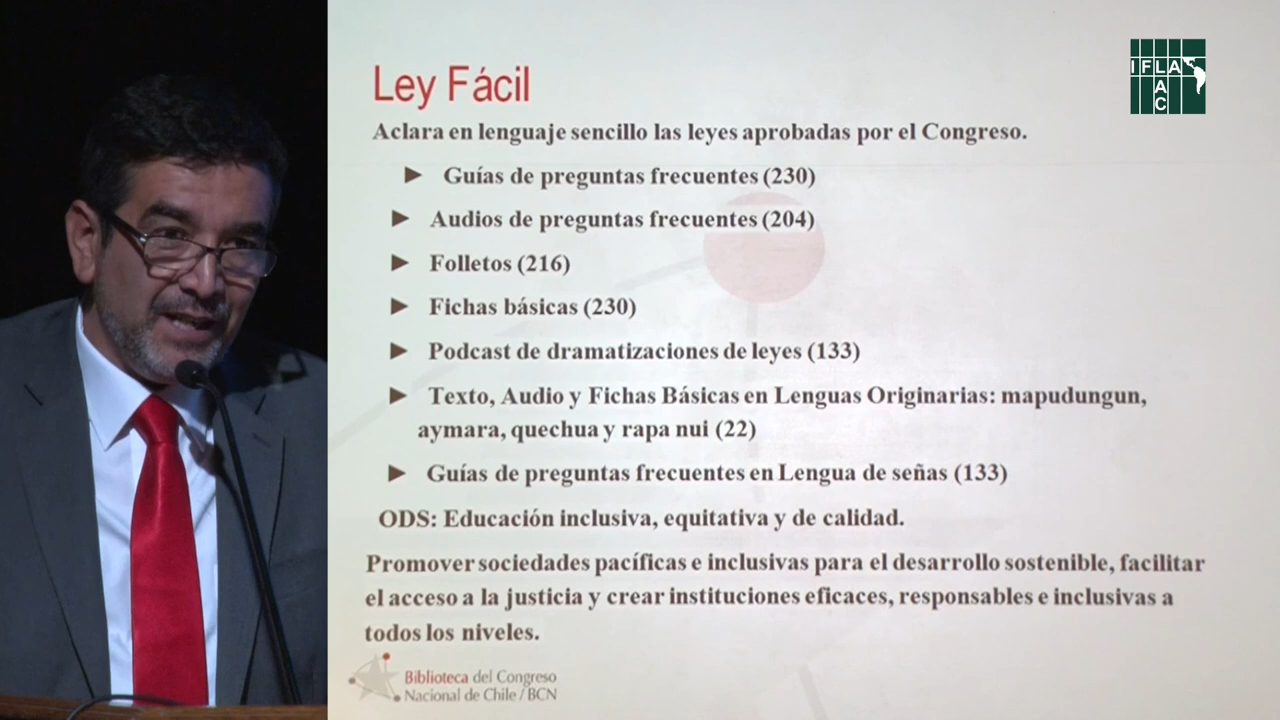 IFLA
LAC
Ley Fácil
Aclara en lenguaje sencillo las leyes aprobadas por el Congreso.
► Guías de preguntas frecuentes (230)
► Audios de preguntas frecuentes (204)
► Folletos (216)
► Fichas básicas (230)
► Podcast de dramatizaciones de leyes (133)
► Texto, Audio y Fichas Básicas en Lenguas Originarias: mapudungun,
aymara, quechua y rapa nui (22)
► Guías de preguntas frecuentes en Lengua de señas (133)
ODS: Educación inclusiva, equitativa y de calidad.
Promover sociedades pacíficas e inclusivas para el desarrollo sostenible, facilitar
el acceso a la justicia y crear instituciones eficaces, responsables e inclusivas a
todos los niveles.
Biblioteca del Congreso
Nacional de Chile / BCN